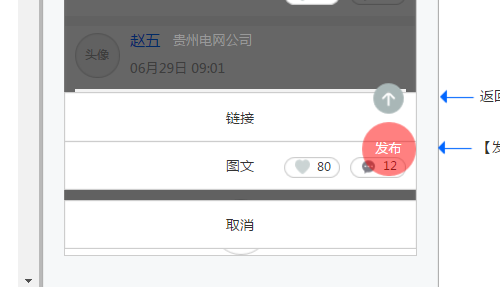 赵五 贵州电网公司
头像
06月29日 09:01
返回
链接
发布
【发
图文 80 12
取消